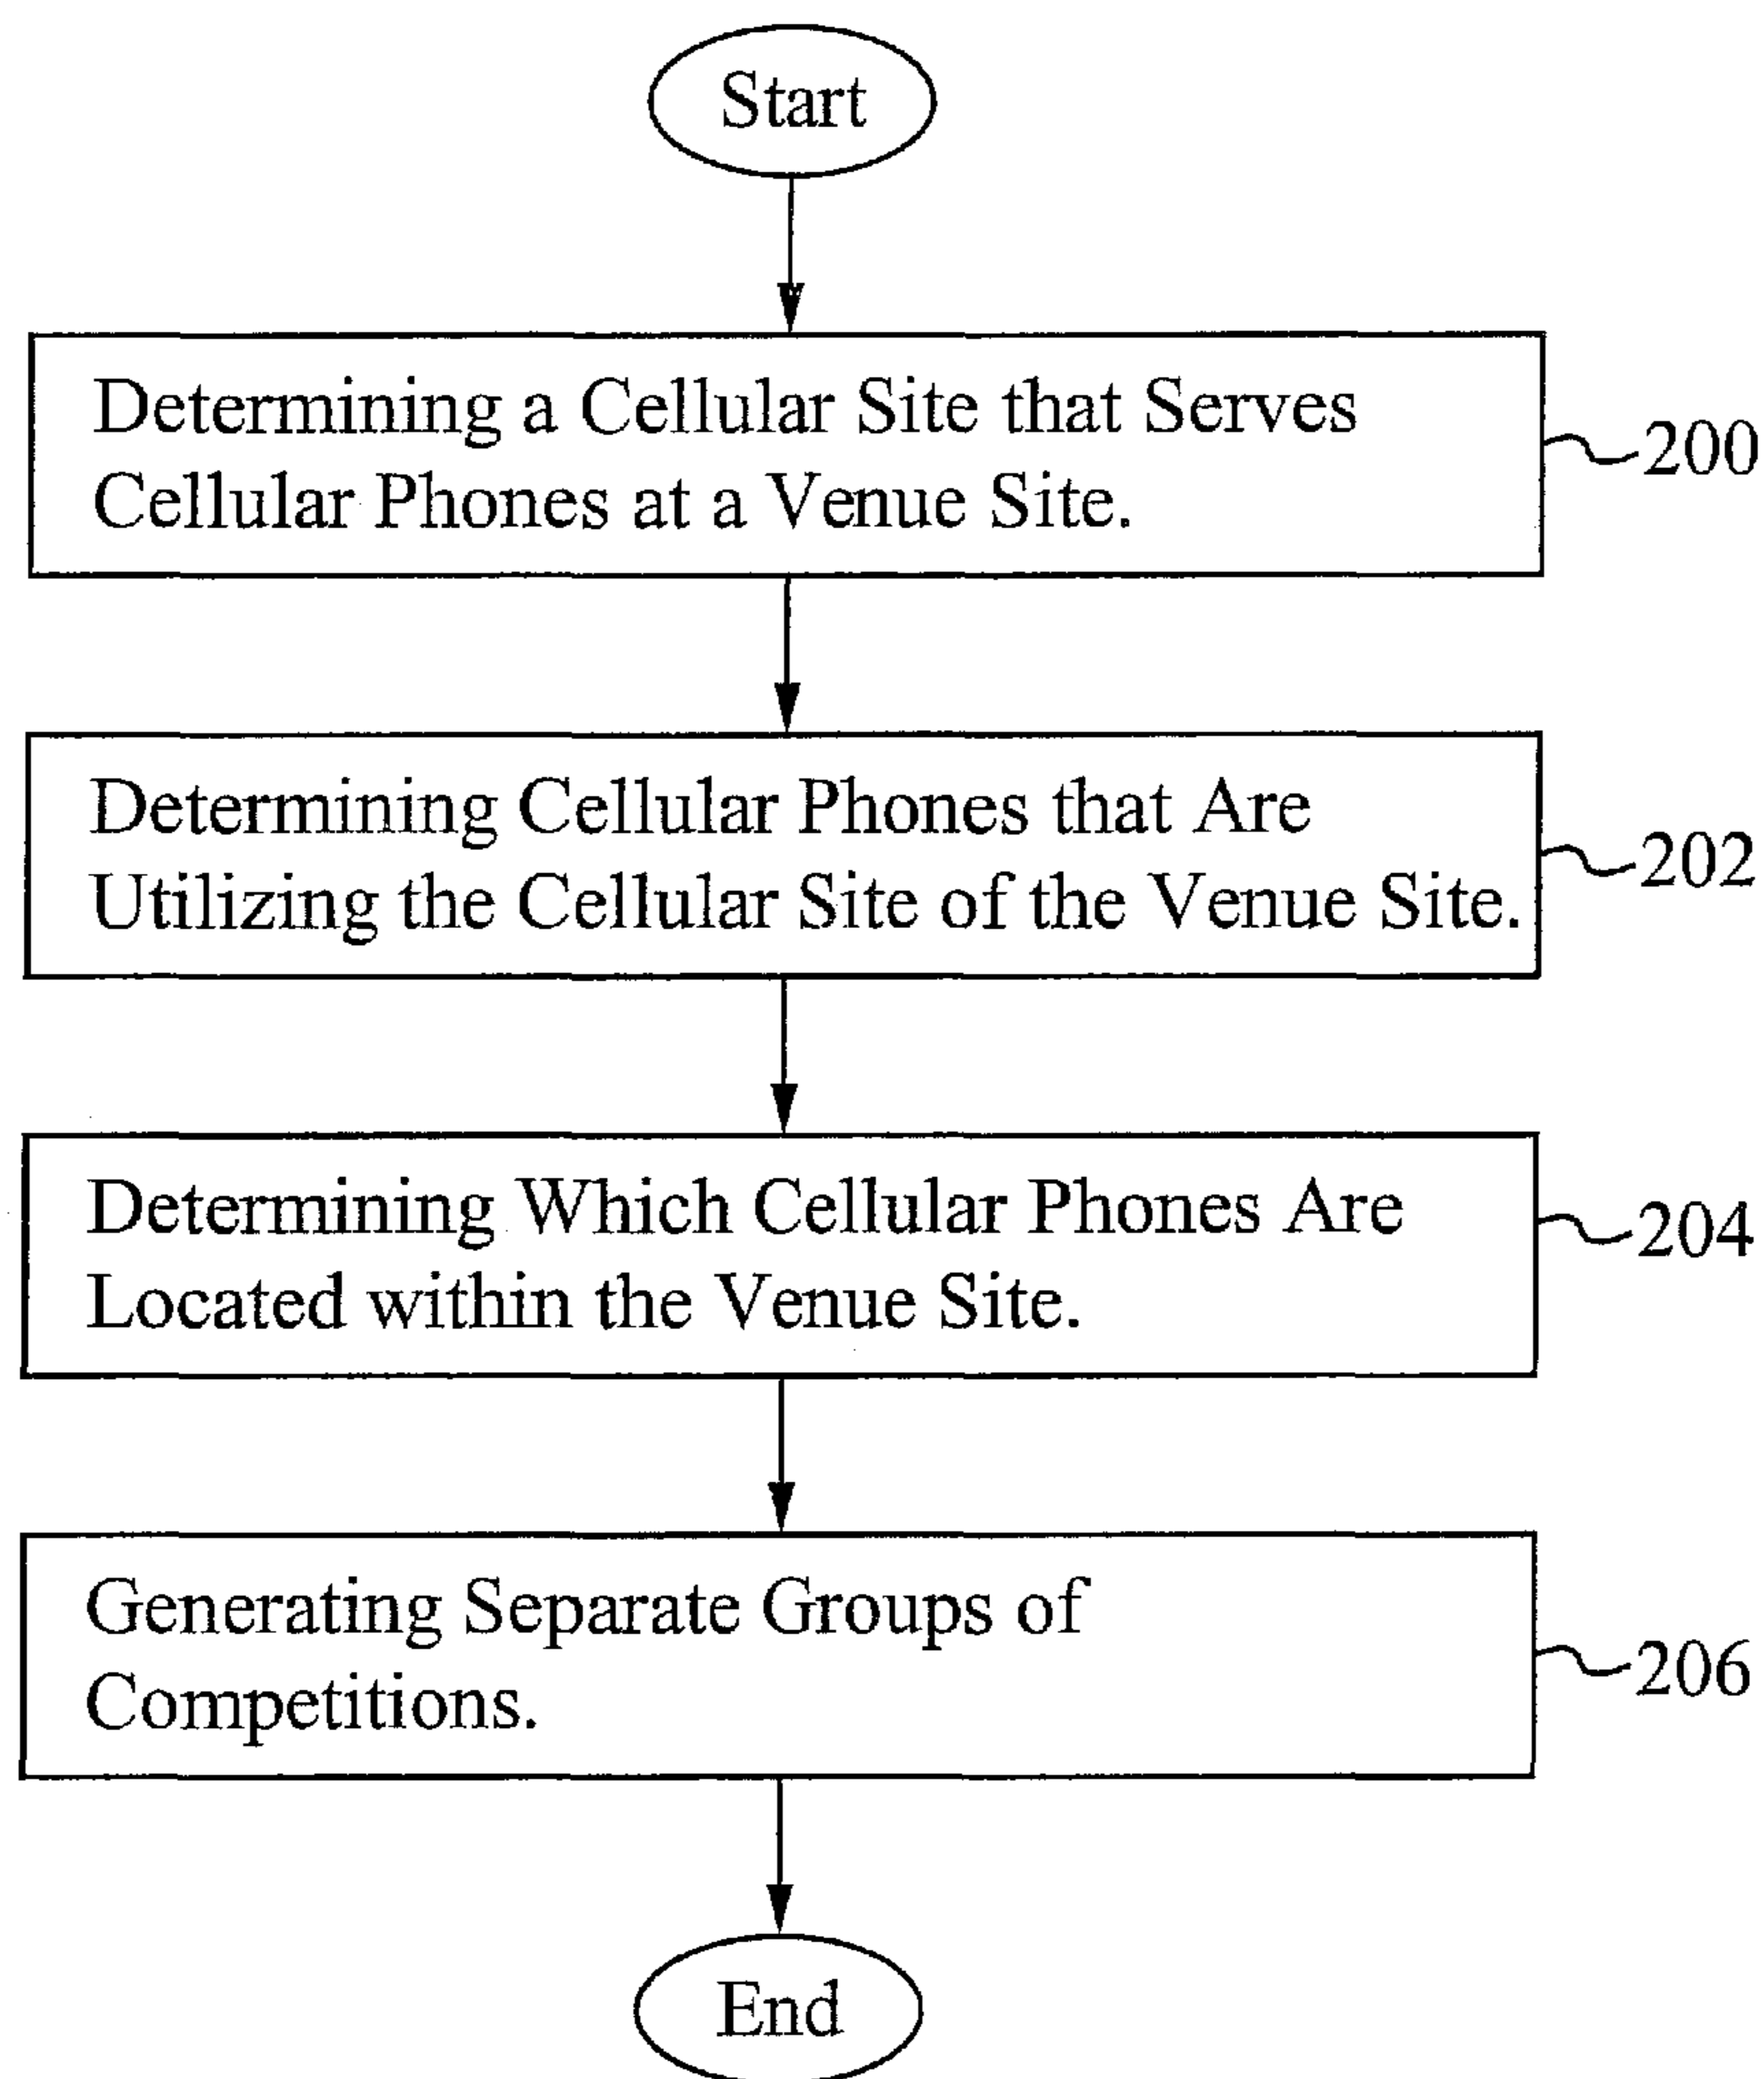 Start
Determining a Cellular Site that Serves
Cellular Phones at a Venue Site.
200
Determining Cellular Phones that Are
Utilizing the Cellular Site of the Venue Site.
202
Determining Which Cellular Phones Are
Located within the Venue Site.
204
Generating Separate Groups of
Competitions.
206
End